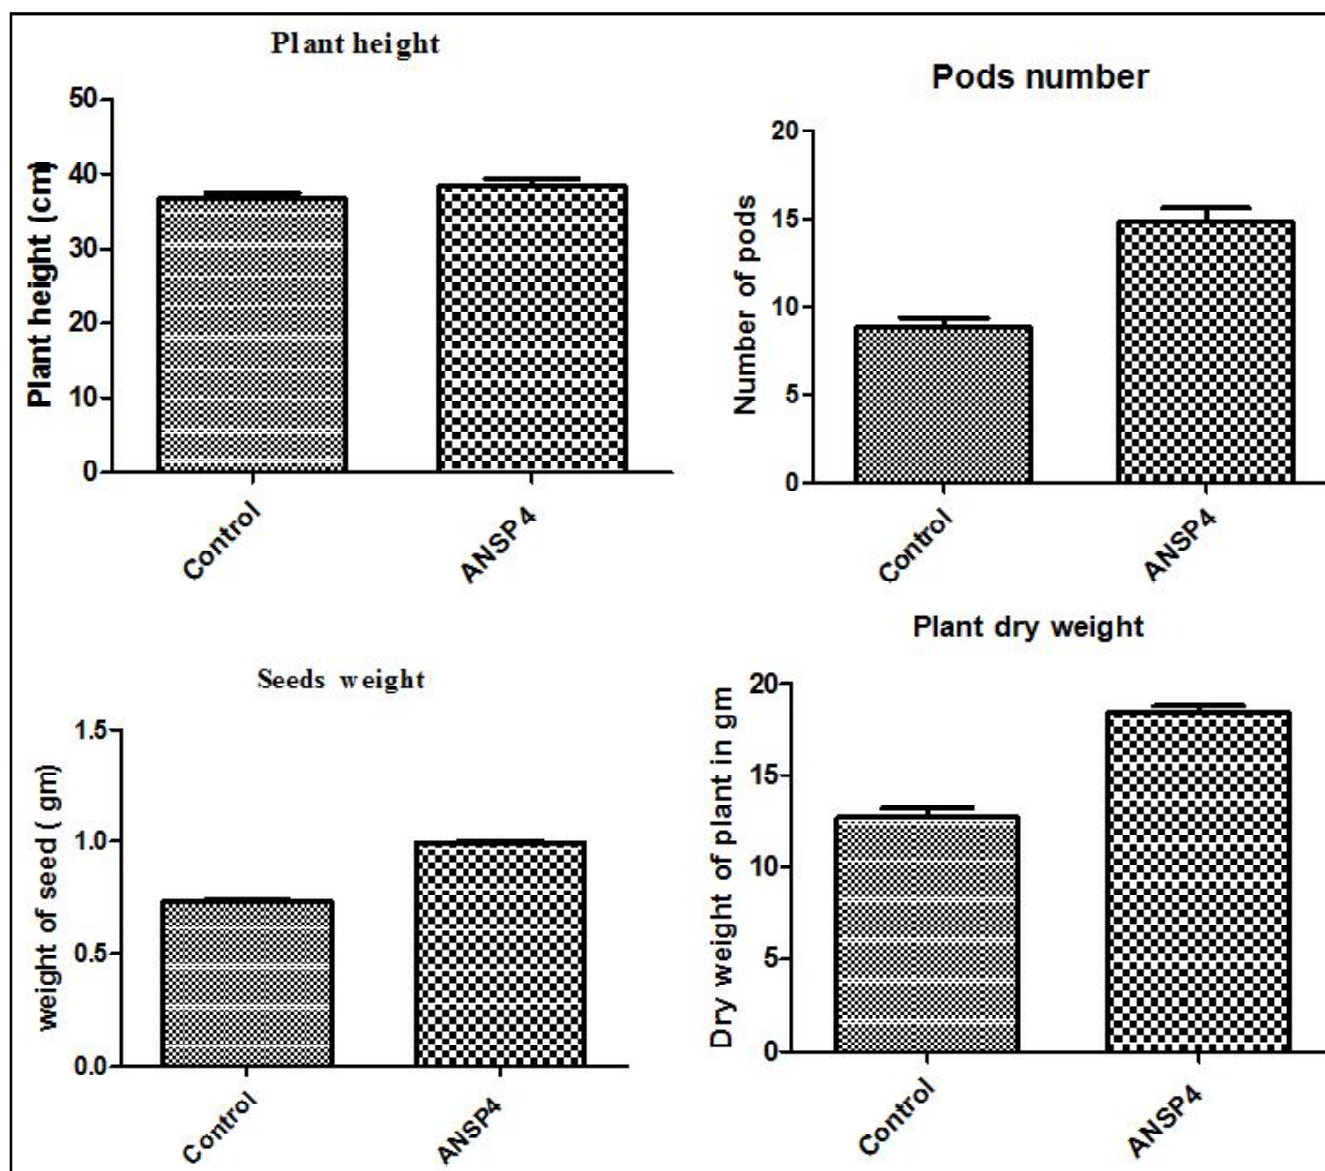 Plant height
Plant height (cm)
50
40
30
20
10
0
Control
ANSP4
Pods number
Number of pods
20
15
10
5
0
Control
ANSP4
Seeds weight
weight of seed ( gm)
1.5
1.0
0.5
0.0
Control
ANSP4
Plant dry weight
Dry weight of plant in gm
20
15
10
5
0
Control
ANSP4